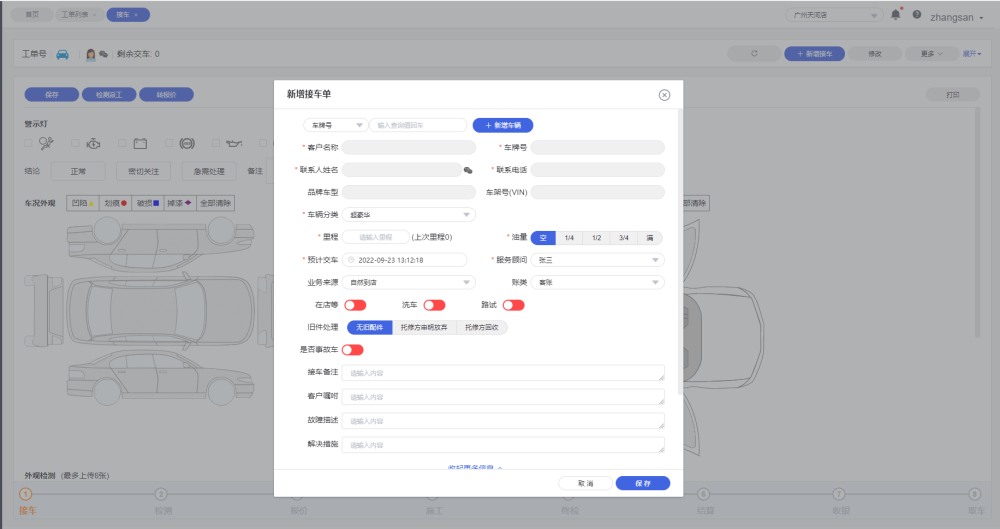 首页 工单列表 × 接车 × 广州天河店 zhangsan
工单号 剩余交车: 0 + 新增接车 修改 更多 展开
保存 检测派工 转报价 打印
警示灯
结论 正常 密切关注 急需处理 备注
车况外观 凹陷 划痕 破损 掉漆 全部清除
部清除
外观检测 (最多上传8张)
新增接车单
车牌号 输入查询值回车 + 新增车辆
* 客户名称 * 车牌号
* 联系人姓名 * 联系电话
品牌车型 车架号(VIN)
* 车辆分类 超豪华
* 里程 请输入里程 (上次里程0) * 油量 空 1/4 1/2 3/4 满
* 预计交车 2022-09-23 13:12:18 * 服务顾问 张三
业务来源 自然到店 账类 客账
在店等 洗车 路试
旧件处理 无旧配件 托修方声明放弃 托修方回收
是否事故车
接车备注 请输入内容
客户嘱咐 请输入内容
故障描述 请输入内容
解决措施 请输入内容
收起更多信息
取 消 保 存
1 2 6 7 8
接车 检测 报价 施工 终检 结算 收银 取车